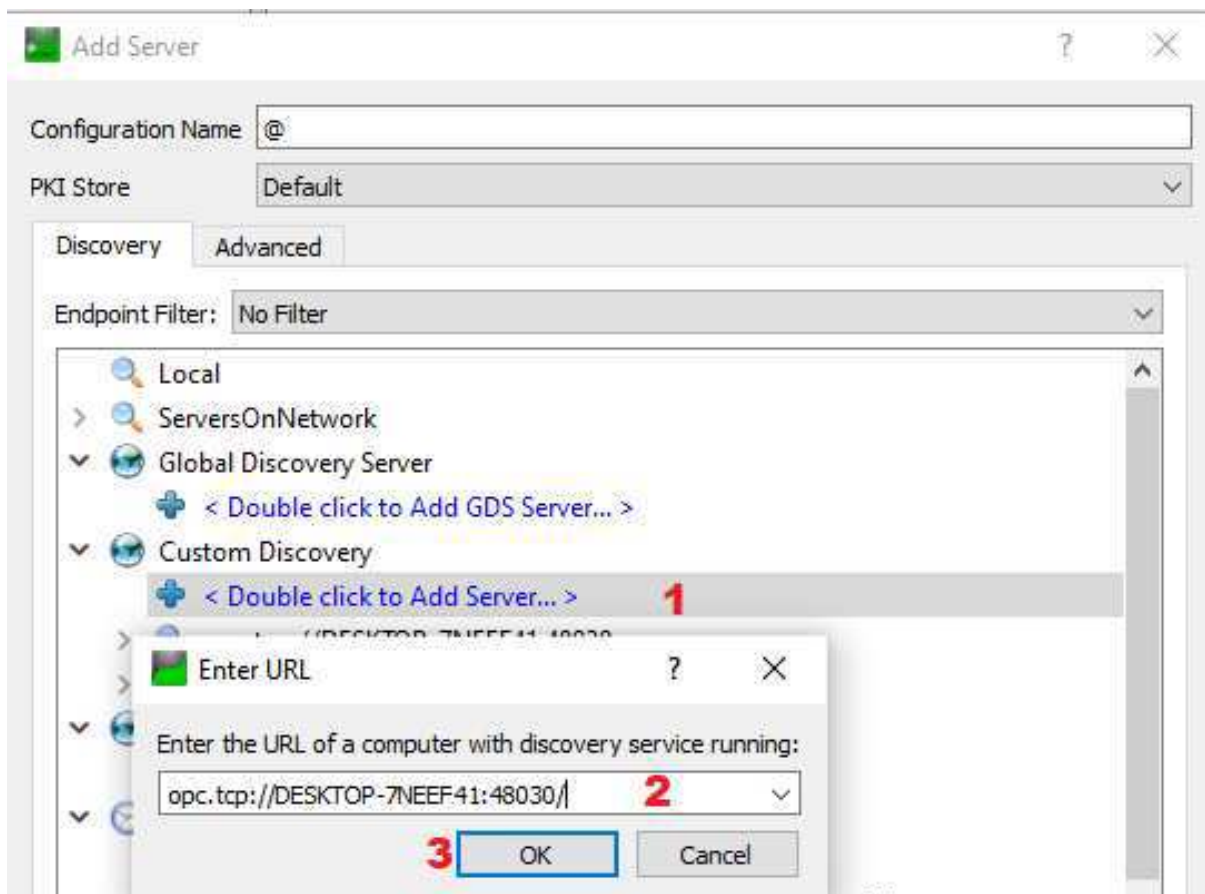 Add Server
Configuration Name @
PKI Store Default
Discovery Advanced
Endpoint Filter: No Filter
Local
ServersOnNetwork
Global Discovery Server
< Double click to Add GDS Server... >
Custom Discovery
< Double click to Add Server... > 1
Enter URL ?
Enter the URL of a computer with discovery service running:
opc.tcp://DESKTOP-7NEEF41:48030/ 2
3 OK Cancel